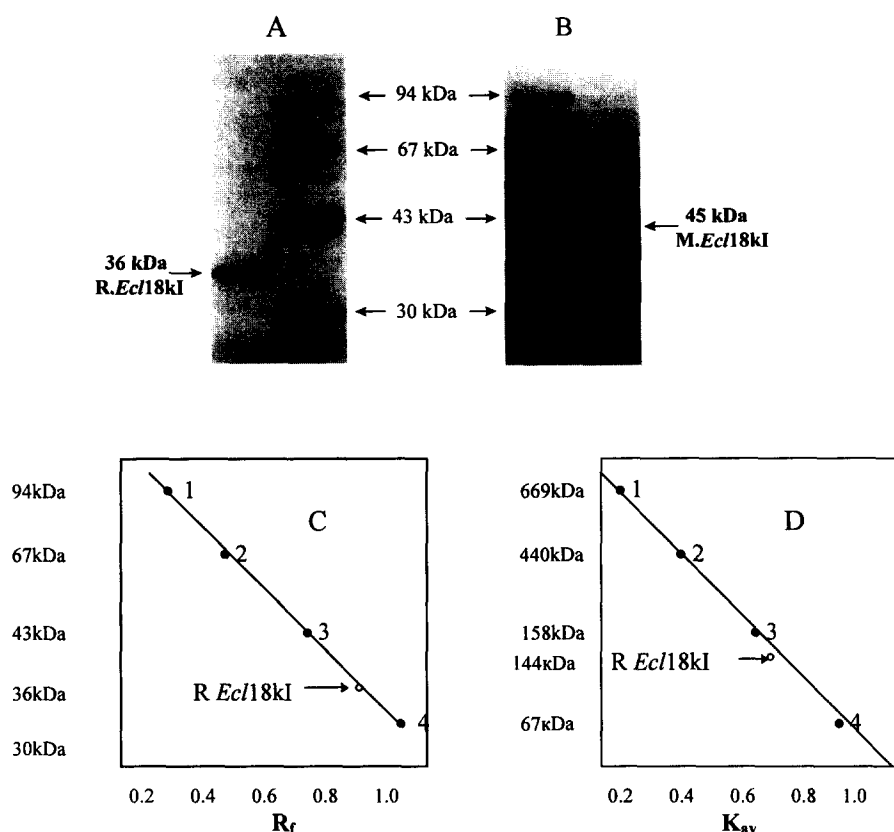 A
B
94 kDa
67 kDa
43 kDa
45 kDa
M.Ecl18kI
36 kDa
R.Ecl18kI
30 kDa
94kDa
67kDa
43kDa
36kDa
30kDa
C
1
2
3
R Ecl18kI
4
0.2 0.4 0.6 0.8 1.0
Rf
669kDa
440kDa
158kDa
144кDa
67кDa
D
1
2
3
R Ecl18kI
4
0.2 0.4 0.6 0.8 1.0
Kav